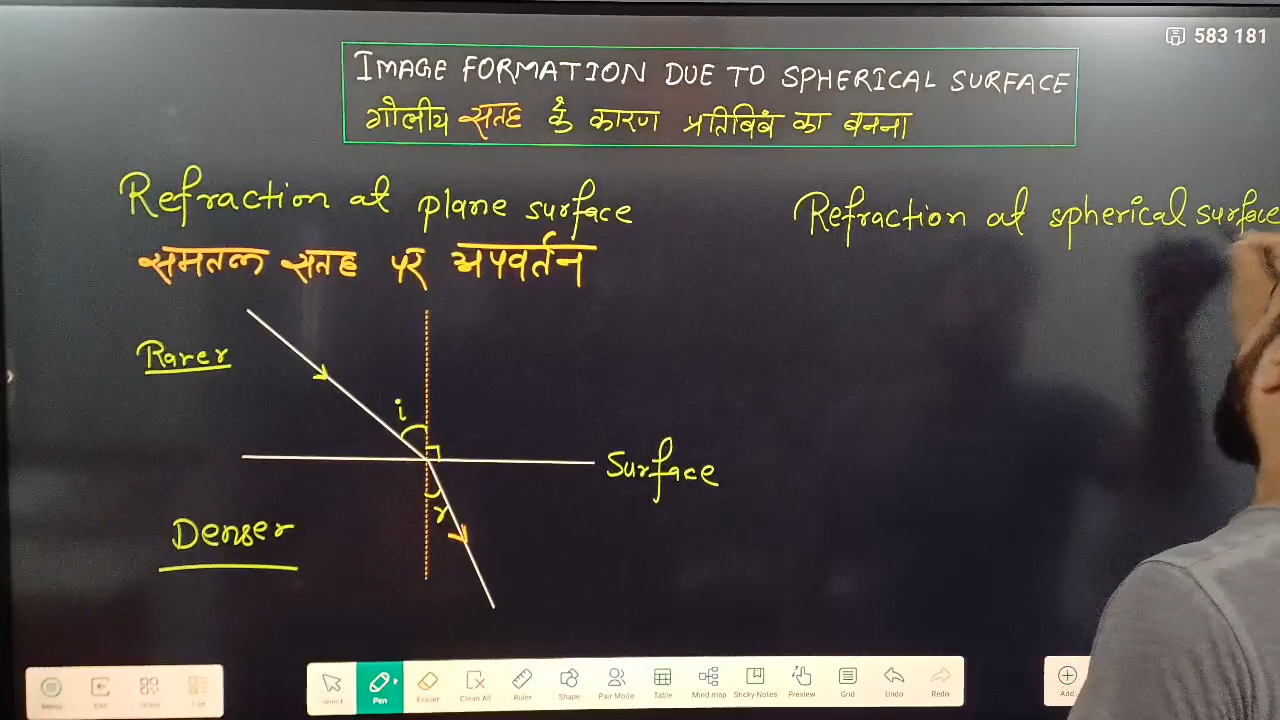 583 181
IMAGE FORMATION DUE TO SPHERICAL SURFACE
गोलीय सतह के कारण प्रतिबिंब का बनना
Refraction at plane surface
समतल सतह पर अपवर्तन
Refraction at spherical surface
Rarer
i
Surface
r
Denser
Select
Pen
Eraser
Clean All
Ruler
Shape
Pair Mode
Table
Mind map
Sticky Notes
Preview
Grid
Undo
Redo
Add